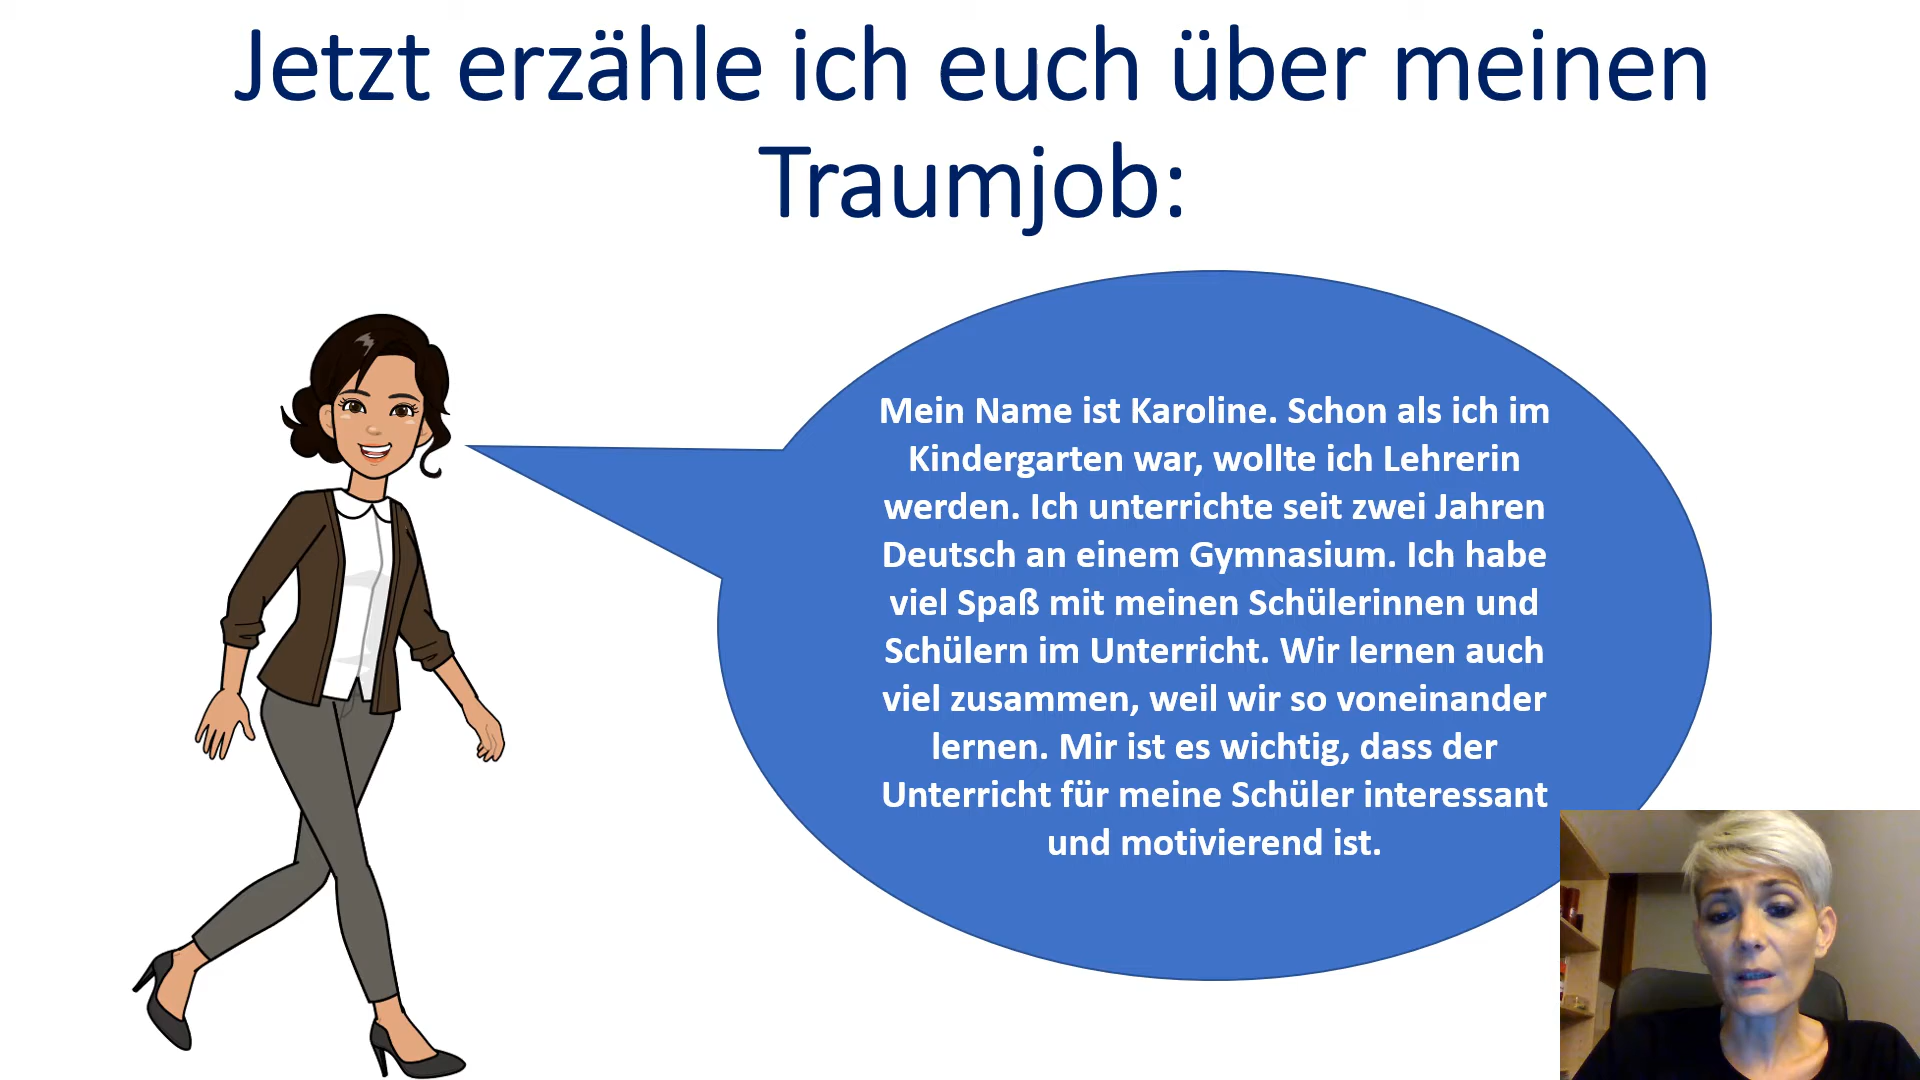 Jetzt erzähle ich euch über meinen
Traumjob:
Mein Name ist Karoline. Schon als ich im
Kindergarten war, wollte ich Lehrerin
werden. Ich unterrichte seit zwei Jahren
Deutsch an einem Gymnasium. Ich habe
viel Spaß mit meinen Schülerinnen und
Schülern im Unterricht. Wir lernen auch
viel zusammen, weil wir so voneinander
lernen. Mir ist es wichtig, dass der
Unterricht für meine Schüler interessant
und motivierend ist.